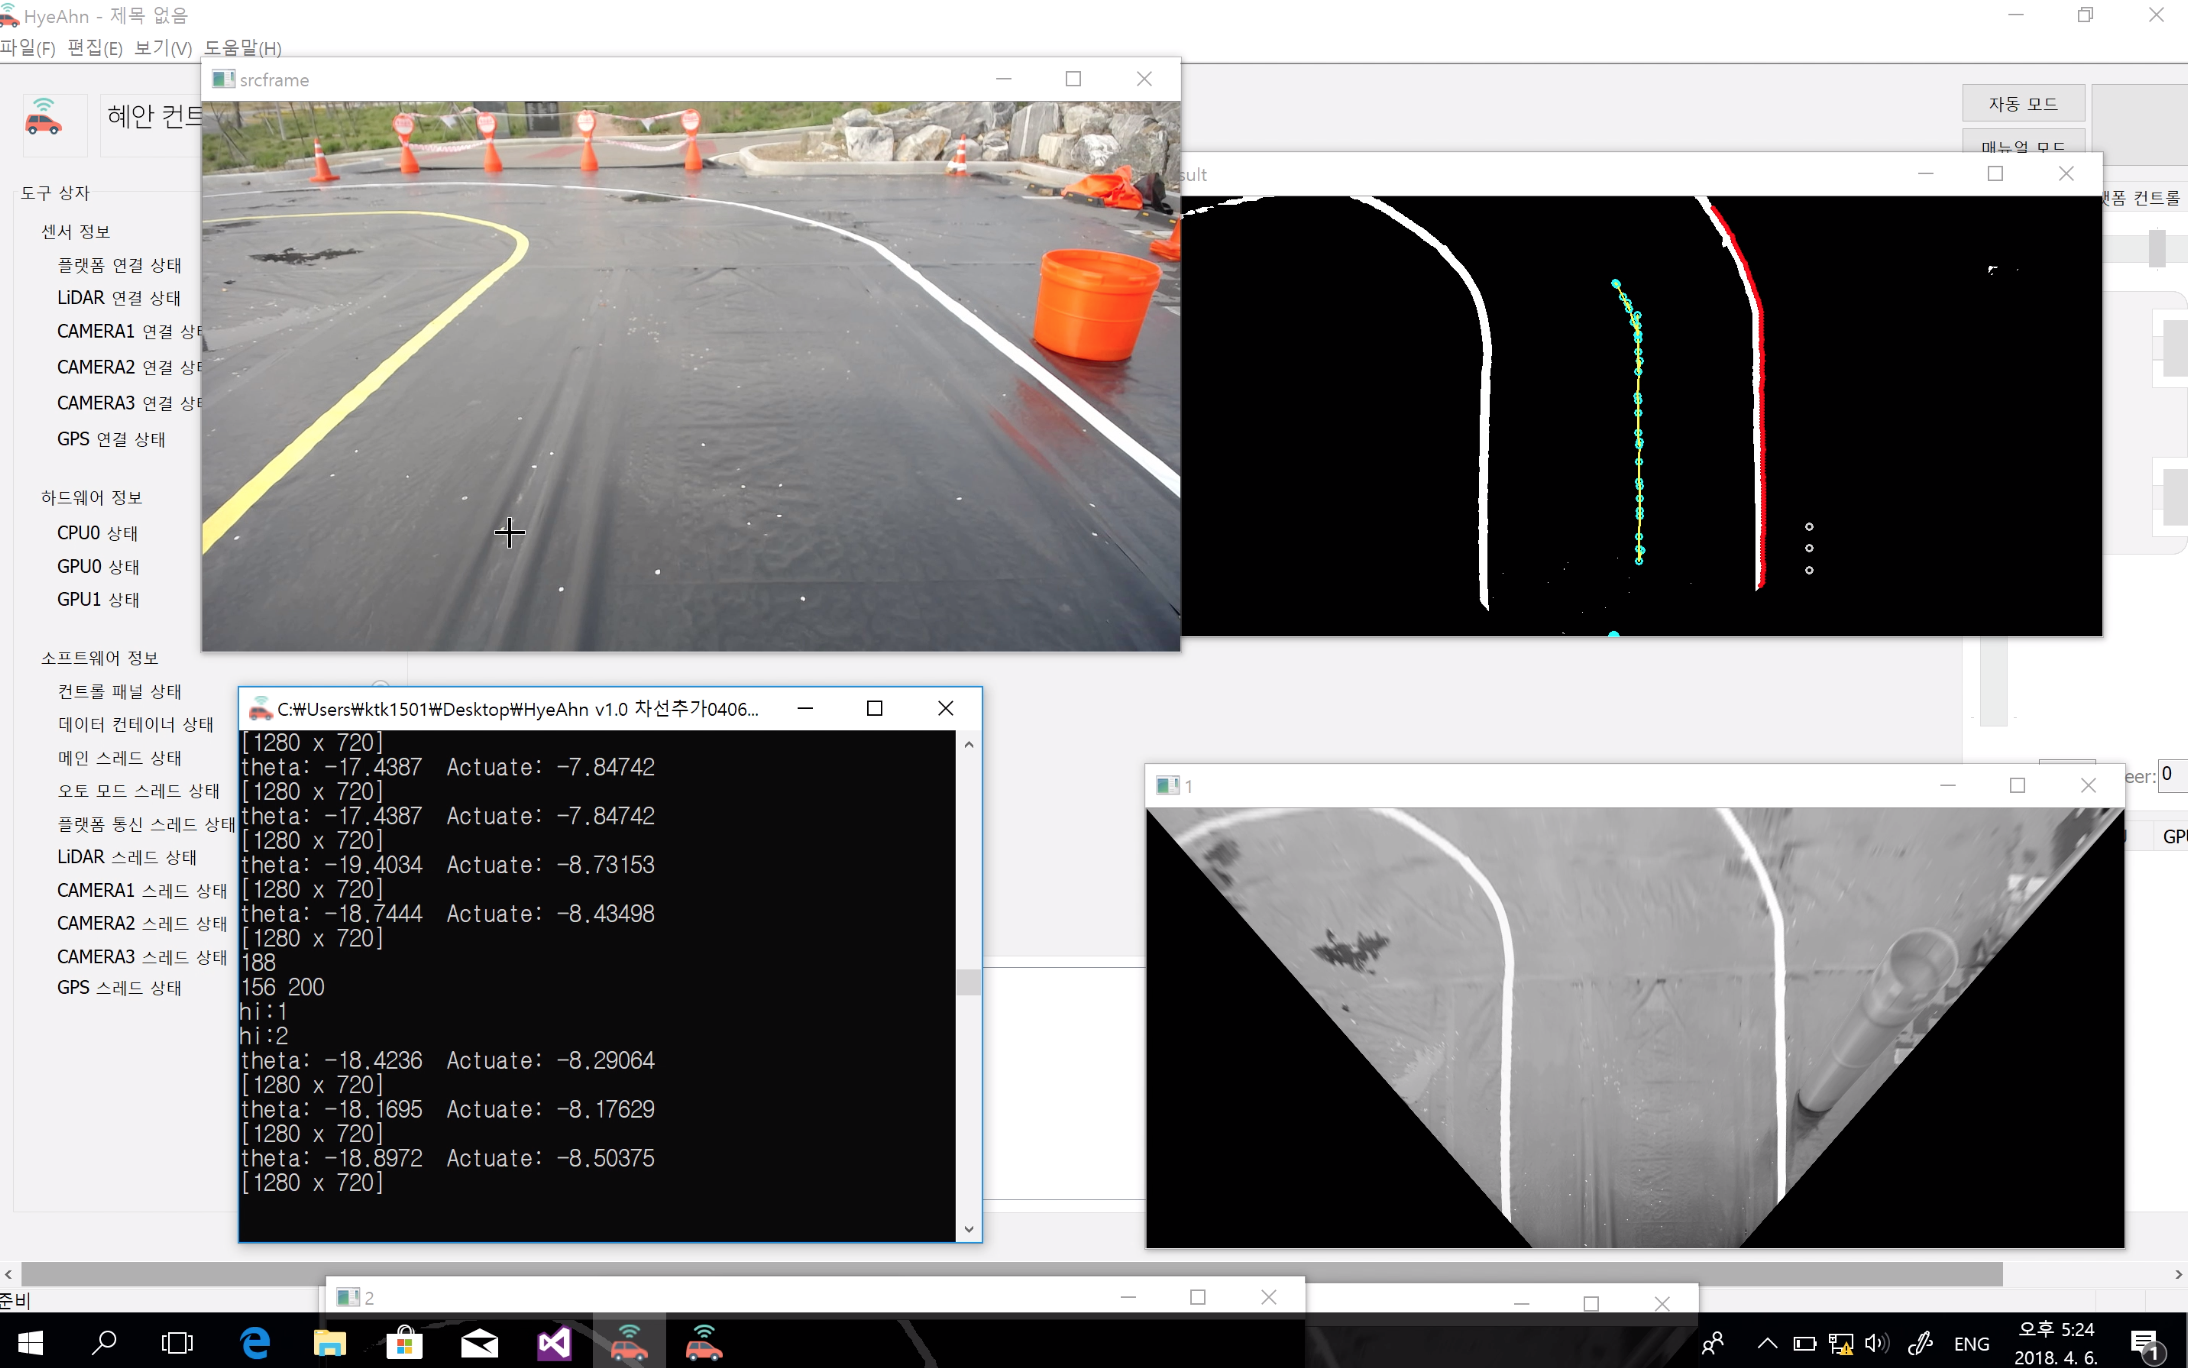 HyeAhn - 제목 없음
파일(F) 편집(E) 보기(V) 도움말(H)
srcframe
혜안 컨트
자동 모드
매뉴얼 모드
sult
도구 상자
랫폼 컨트롤
센서 정보
플랫폼 연결 상태
LiDAR 연결 상태
CAMERA1 연결 상태
CAMERA2 연결 상태
CAMERA3 연결 상태
GPS 연결 상태
하드웨어 정보
CPU0 상태
GPU0 상태
GPU1 상태
소프트웨어 정보
컨트롤 패널 상태
데이터 컨테이너 상태
메인 스레드 상태
오토 모드 스레드 상태
플랫폼 통신 스레드 상태
LiDAR 스레드 상태
CAMERA1 스레드 상태
CAMERA2 스레드 상태
CAMERA3 스레드 상태
GPS 스레드 상태
C:₩Users₩ktk1501₩Desktop₩HyeAhn v1.0 차선추가0406...
[1280 x 720]
theta: -17.4387 Actuate: -7.84742
[1280 x 720]
theta: -17.4387 Actuate: -7.84742
[1280 x 720]
theta: -19.4034 Actuate: -8.73153
[1280 x 720]
theta: -18.7444 Actuate: -8.43498
[1280 x 720]
188
156 200
hi:1
hi:2
theta: -18.4236 Actuate: -8.29064
[1280 x 720]
theta: -18.1695 Actuate: -8.17629
[1280 x 720]
theta: -18.8972 Actuate: -8.50375
[1280 x 720]
1
eer: 0
GPU
준비
2
ENG
오후 5:24
2018. 4. 6.
1